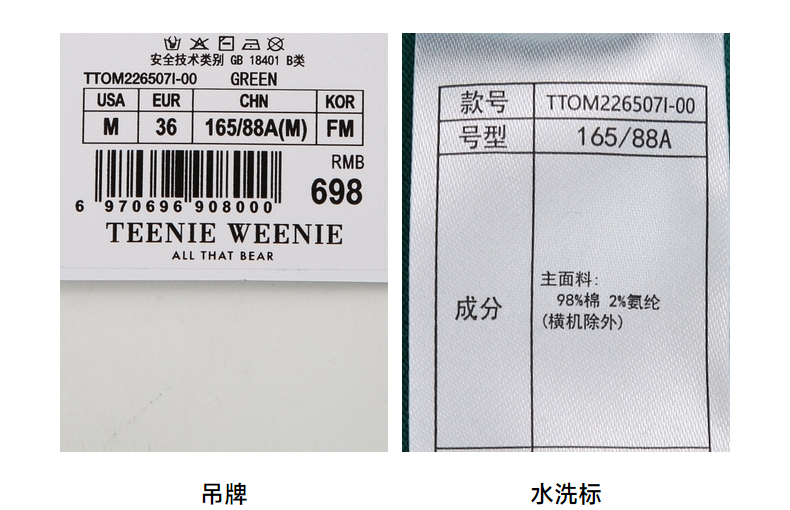 安全技术类别 GB 18401 B类
TTOM226507I-00 GREEN
USA EUR CHN KOR
M 36 165/88A(M) FM
RMB
698
6 970696 908000
TEENIE WEENIE
ALL THAT BEAR
吊牌
款号 TTOM226507I-00
号型 165/88A
成分
主面料:
98%棉 2%氨纶
(横机除外)
水洗标